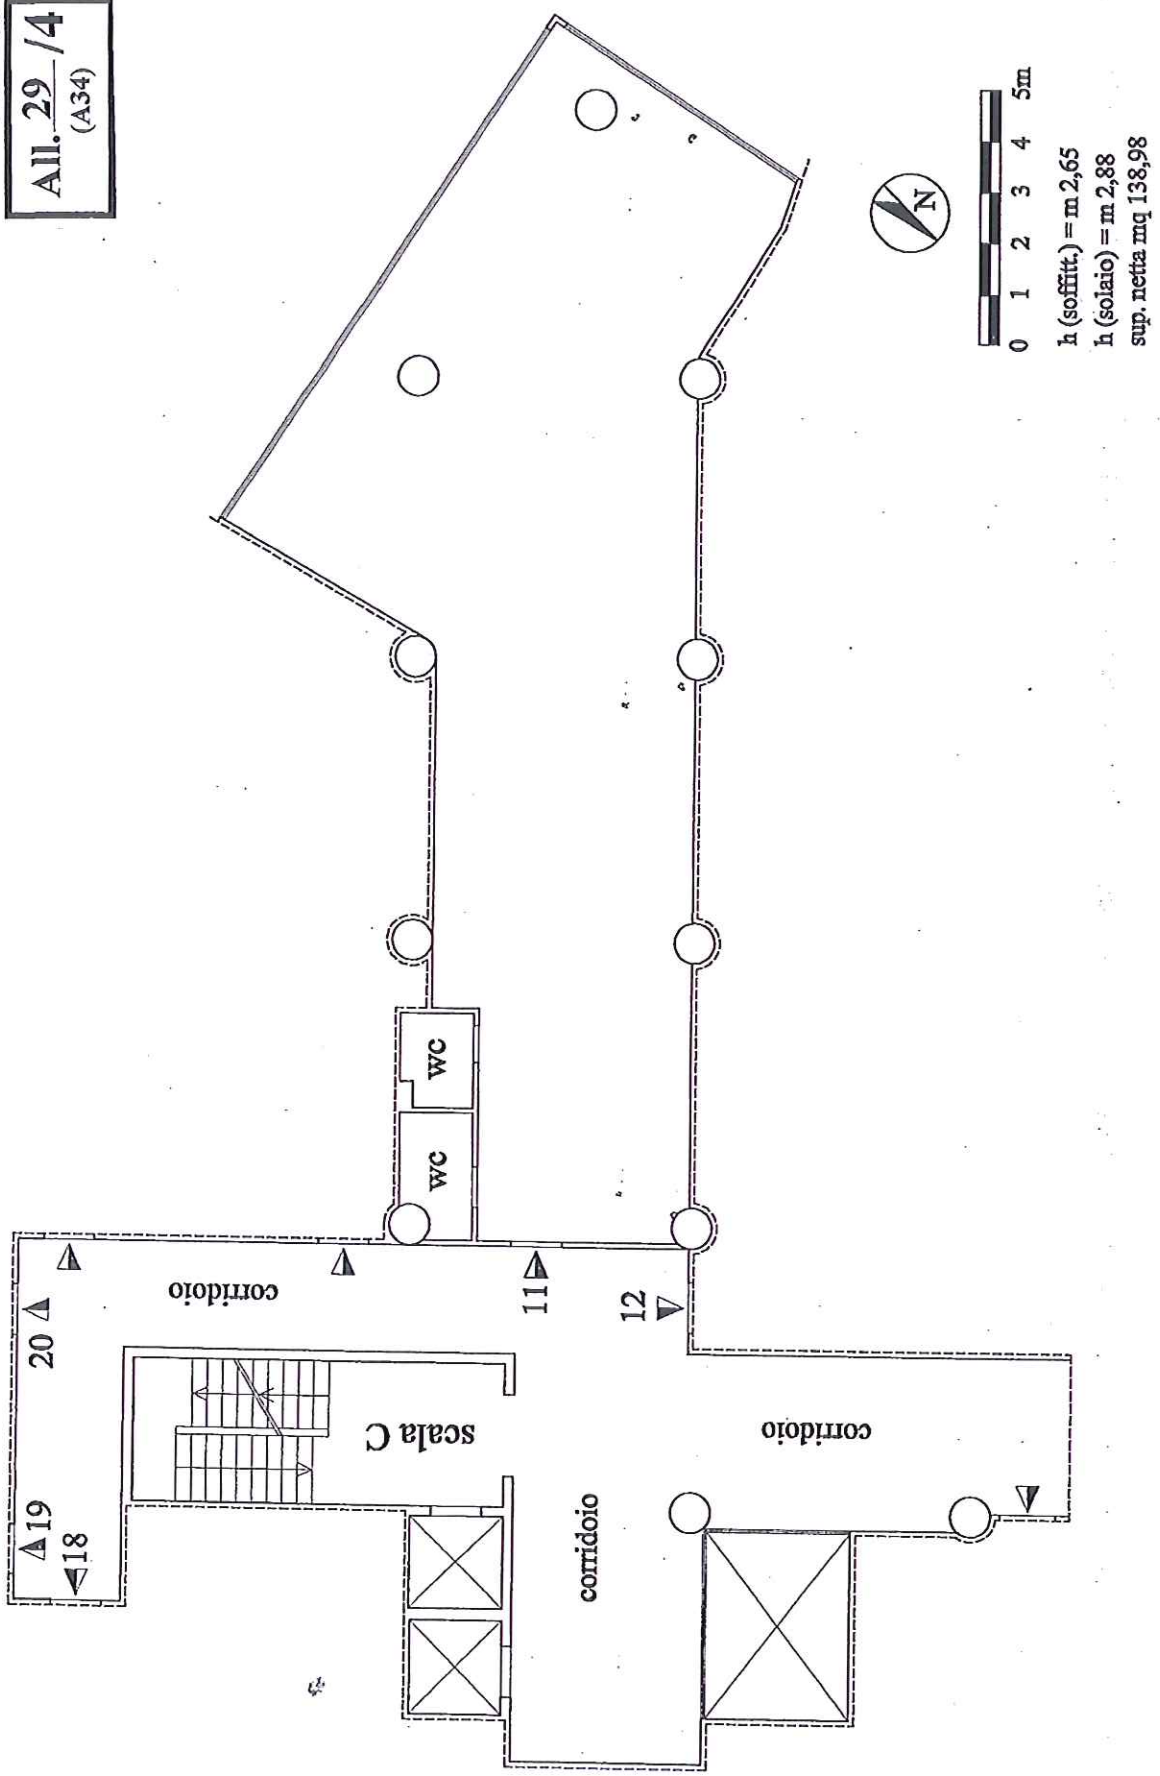 All. 29 /4
(A34)
20
19
18
corridoio
scala C
wc
wc
11
12
corridoio
corridoio
N
0 1 2 3 4 5m
h (soffitt.) = m 2,65
h (solaio) = m 2,88
sup. netta mq 138,98